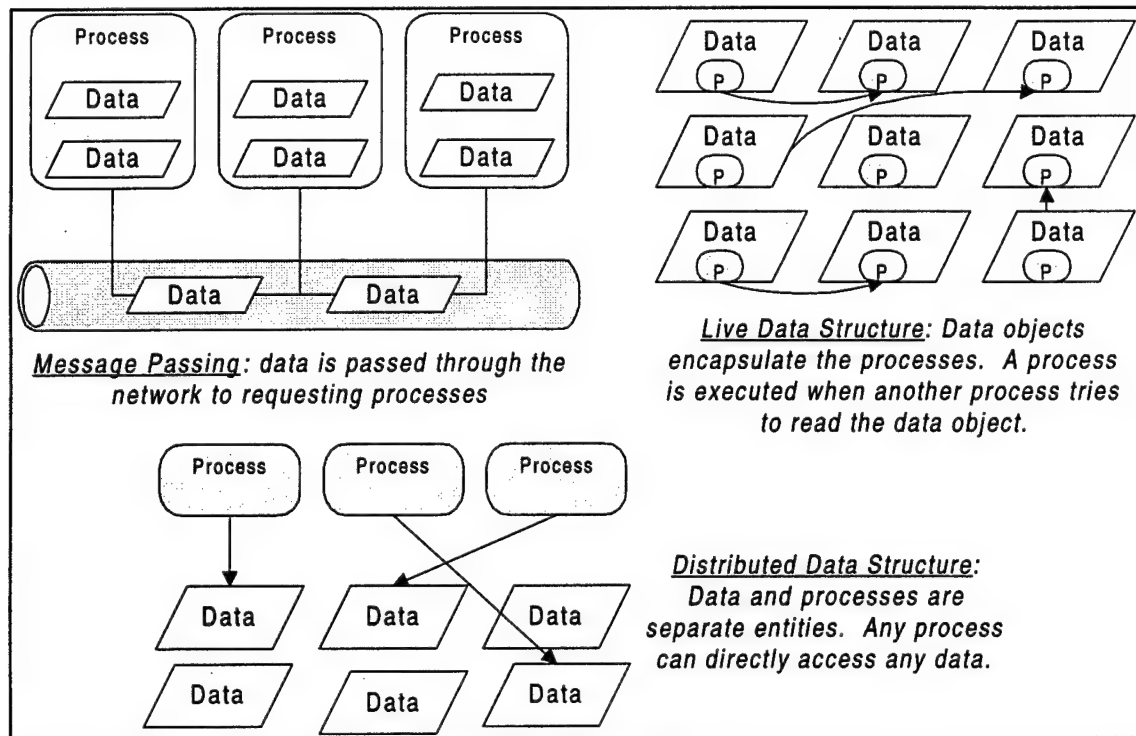 Process
Process
Process
Data
Data
Data
Data
Data
Data
Data
Data
Message Passing: data is passed through the
network to requesting processes
Data
Data
Data
P
P
P
Data
Data
Data
P
P
P
Data
Data
Data
P
P
P
Live Data Structure: Data objects
encapsulate the processes. A process
is executed when another process tries
to read the data object.
Process
Process
Process
Data
Data
Data
Data
Data
Data
Distributed Data Structure:
Data and processes are
separate entities. Any process
can directly access any data.